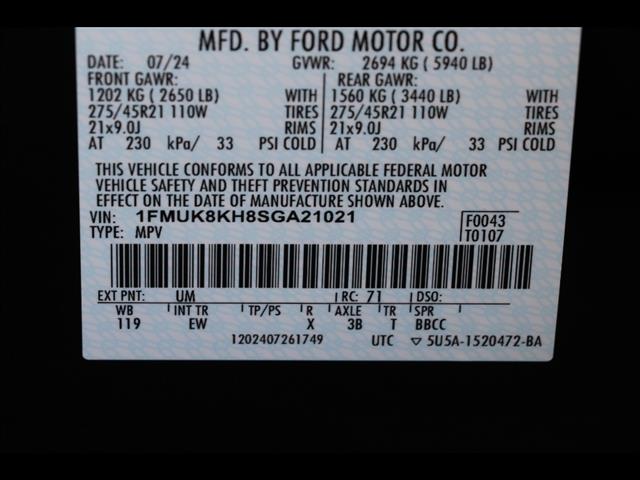 MFD. BY FORD MOTOR CO.
DATE: 07/24 GVWR: 2694 KG ( 5940 LB)
FRONT GAWR: REAR GAWR:
1202 KG ( 2650 LB) WITH 1560 KG ( 3440 LB) WITH
275/45R21 110W TIRES 275/45R21 110W TIRES
21x9.0J RIMS 21x9.0J RIMS
AT 230 kPa/ 33 PSI COLD AT 230 kPa/ 33 PSI COLD
THIS VEHICLE CONFORMS TO ALL APPLICABLE FEDERAL MOTOR
VEHICLE SAFETY AND THEFT PREVENTION STANDARDS IN
EFFECT ON THE DATE OF MANUFACTURE SHOWN ABOVE.
VIN: 1FMUK8KH8SGA21021 F0043
TYPE: MPV T0107
EXT PNT: UM RC: 71 DSO:
WB INT TR TP/PS R AXLE TR SPR
119 EW X 3B T BBCC
1202407261749 UTC ▽ 5U5A-1520472-BA